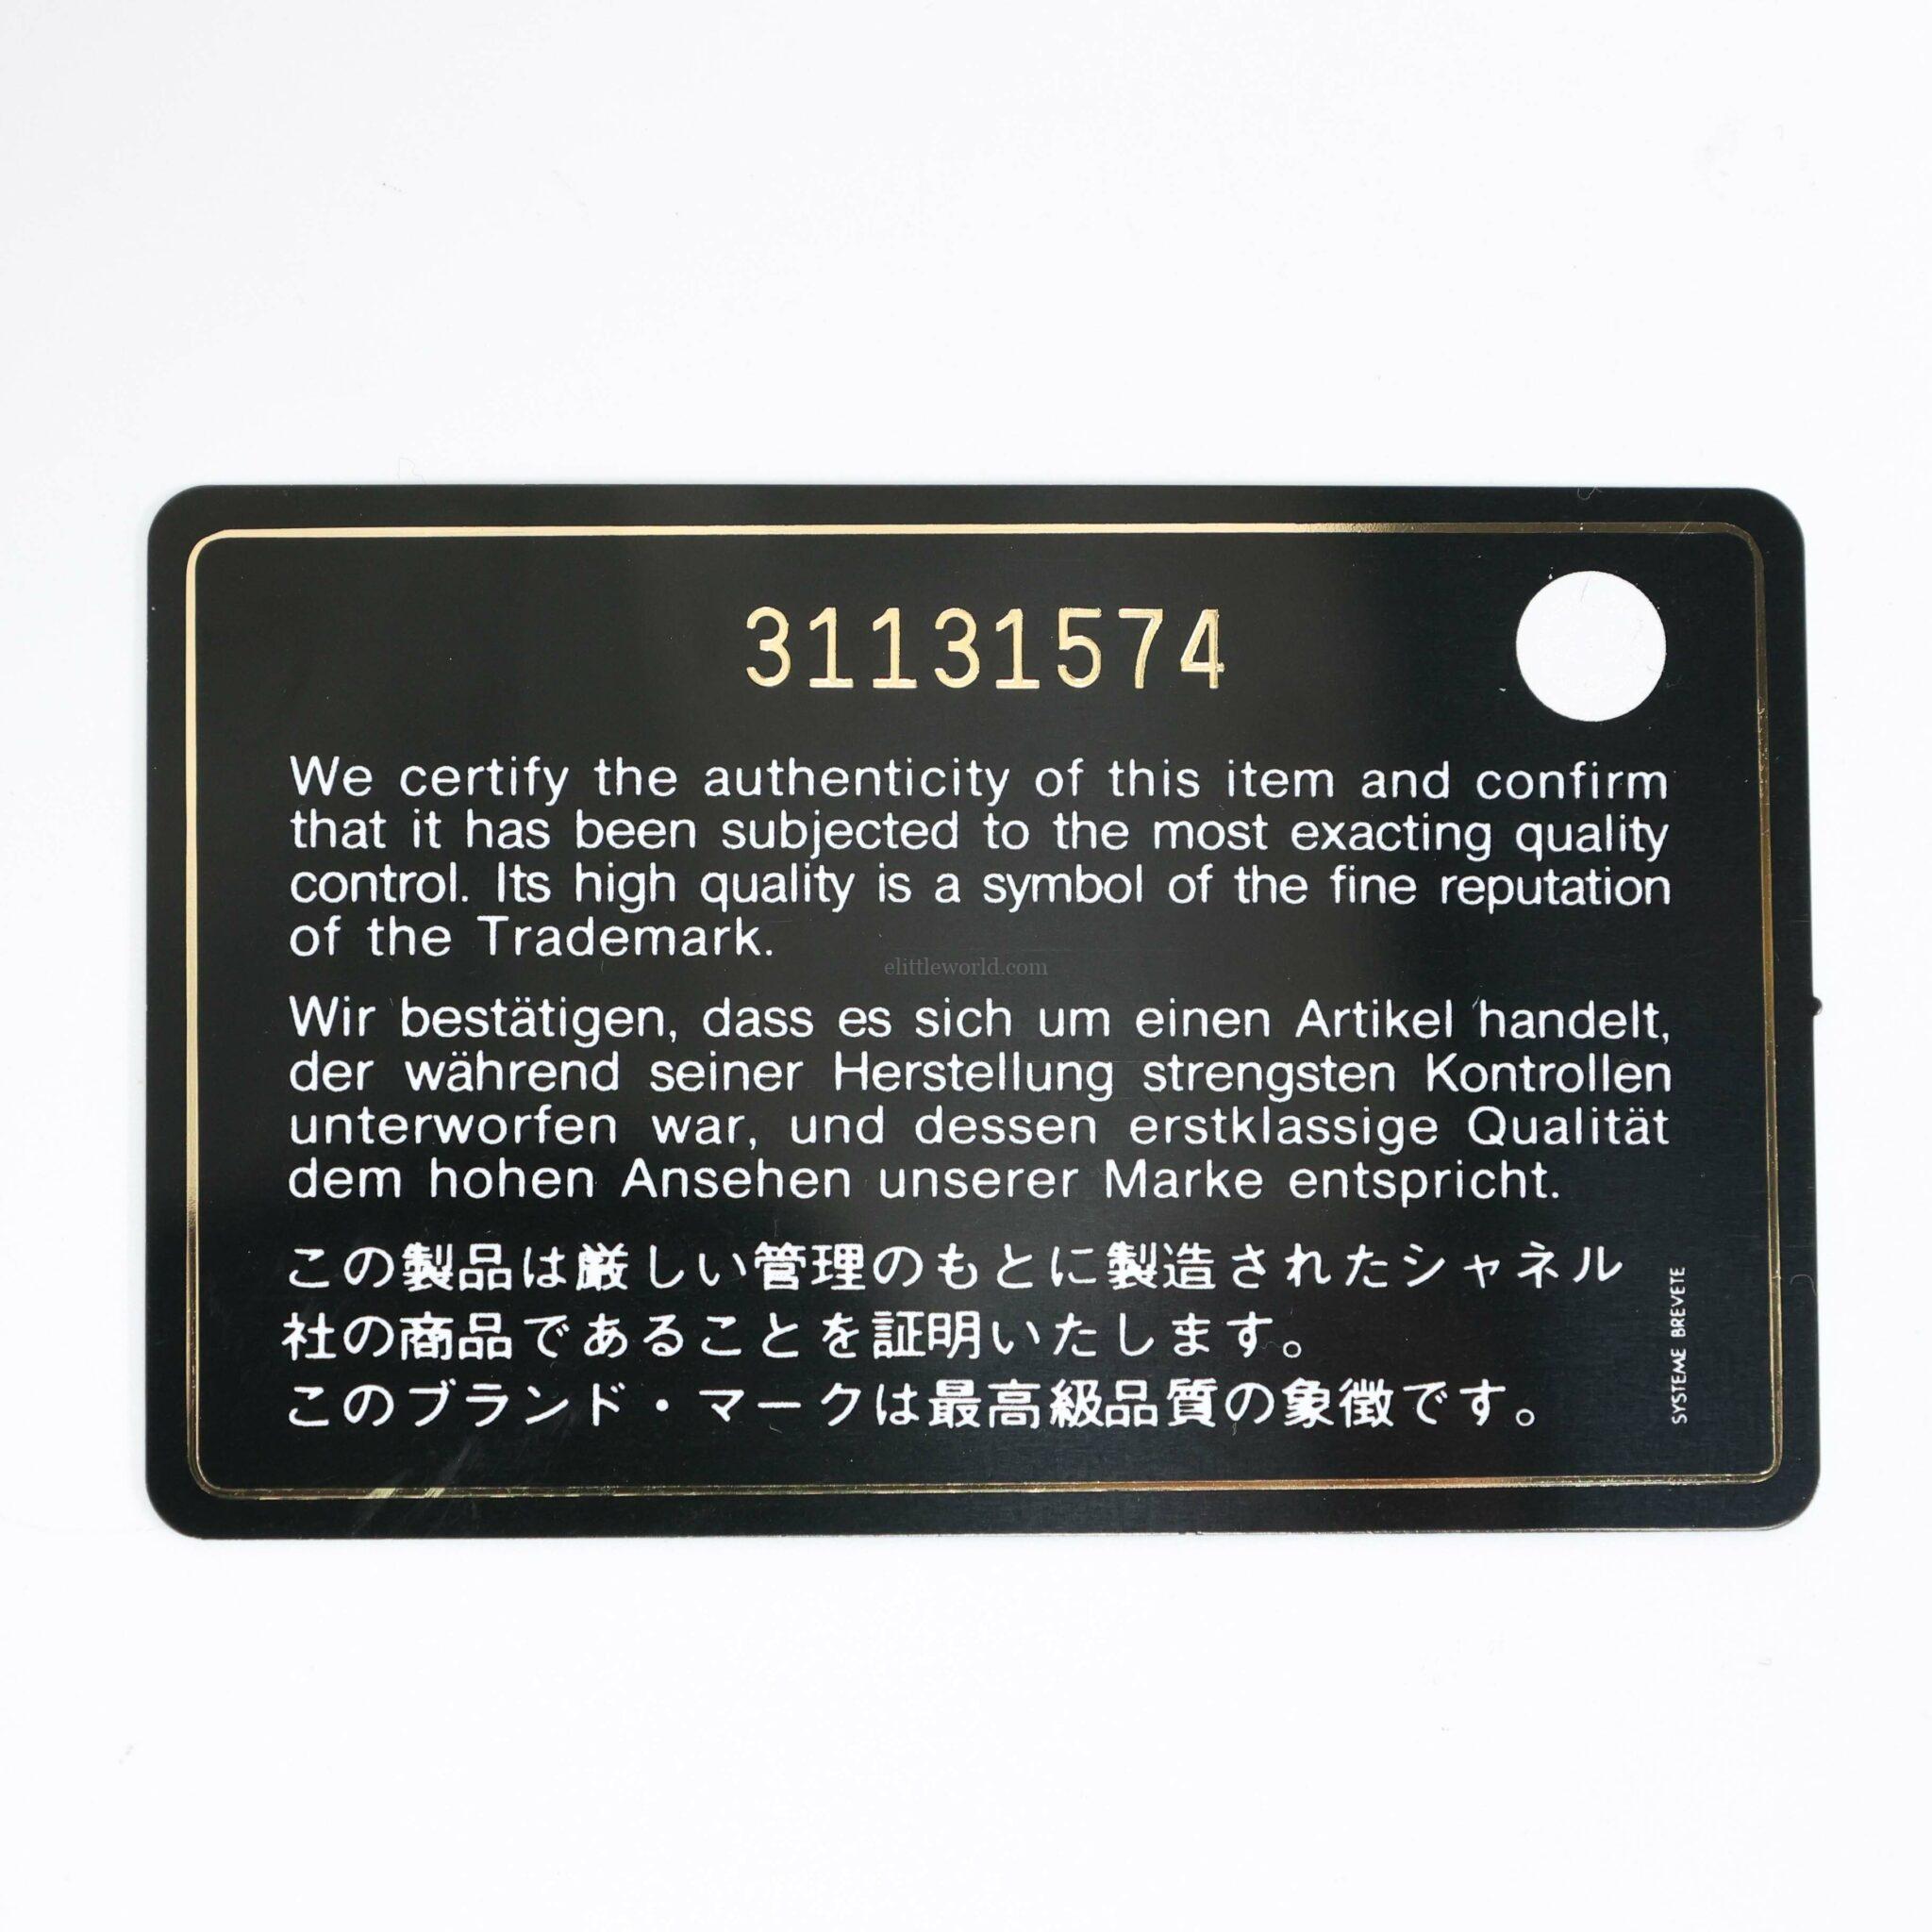 31131574
We certify the authenticity of this item and confirm
that it has been subjected to the most exacting quality
control. Its high quality is a symbol of the fine reputation
of the Trademark.
elittleworld.com
Wir bestätigen, dass es sich um einen Artikel handelt,
der während seiner Herstellung strengsten Kontrollen
unterworfen war, und dessen erstklassige Qualität
dem hohen Ansehen unserer Marke entspricht.
この製品は厳しい管理のもとに製造されたシャネル
社の商品であることを証明いたします。
このブランド・マークは最高級品質の象徴です。
SYSTEME BREVETE